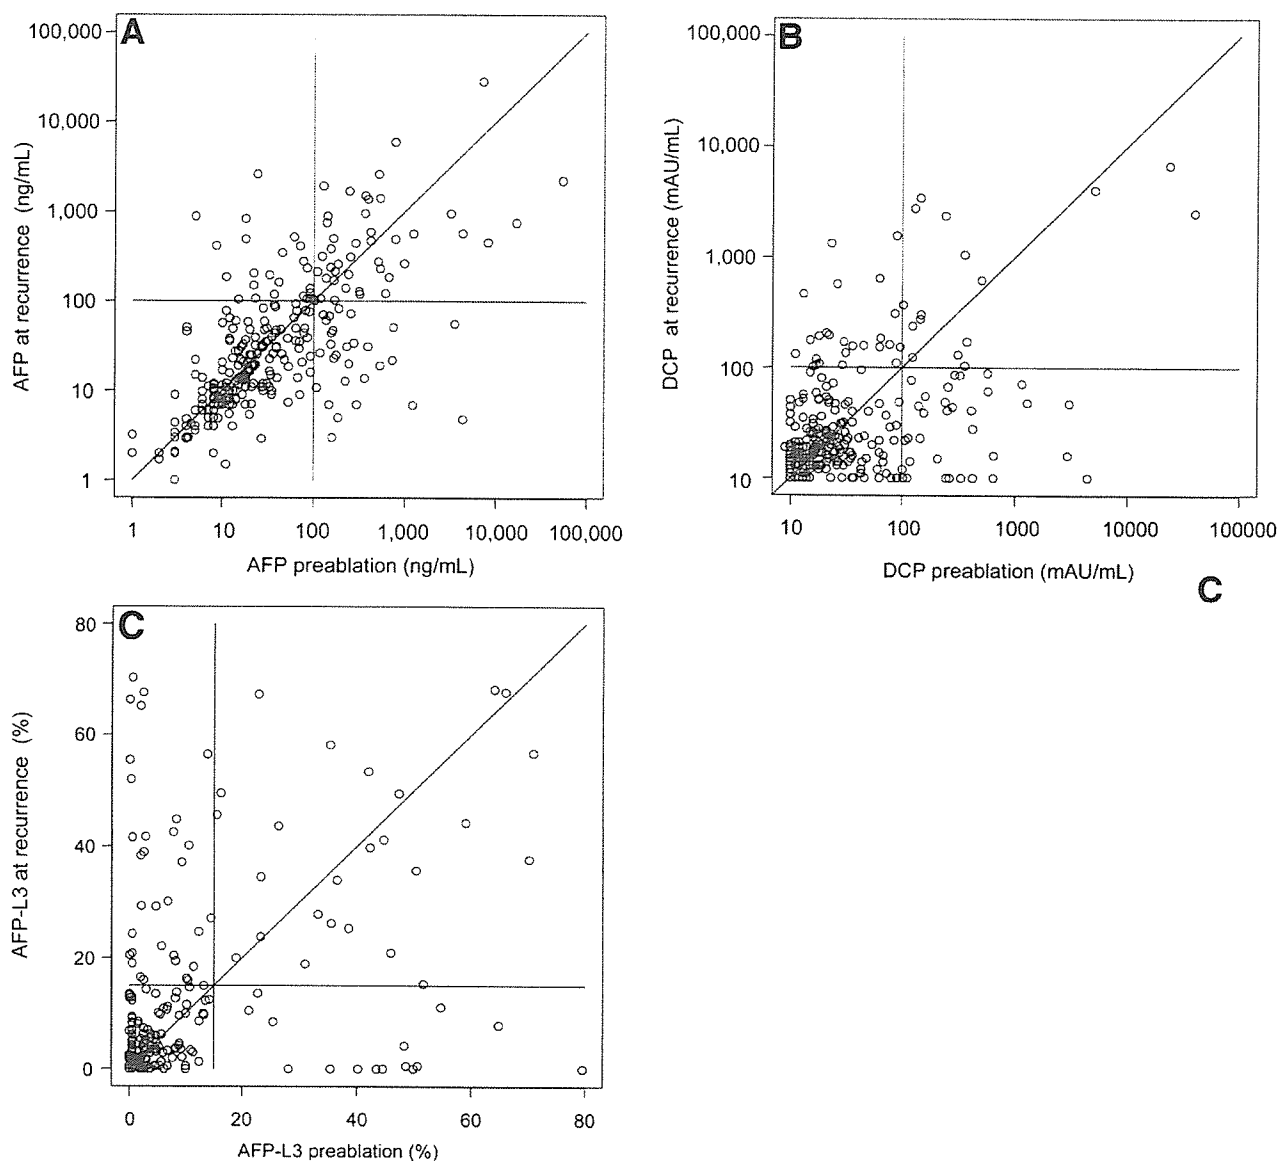 A
100,000
10,000
1,000
100
10
1
AFP at recurrence (ng/mL)
1 10 100 1,000 10,000 100,000
AFP preablation (ng/mL)
B
100,000
10,000
1,000
100
10
DCP at recurrence (mAU/mL)
10 100 1000 10000 100000
DCP preablation (mAU/mL)
C
C
80
60
40
20
0
AFP-L3 at recurrence (%)
0 20 40 60 80
AFP-L3 preablation (%)